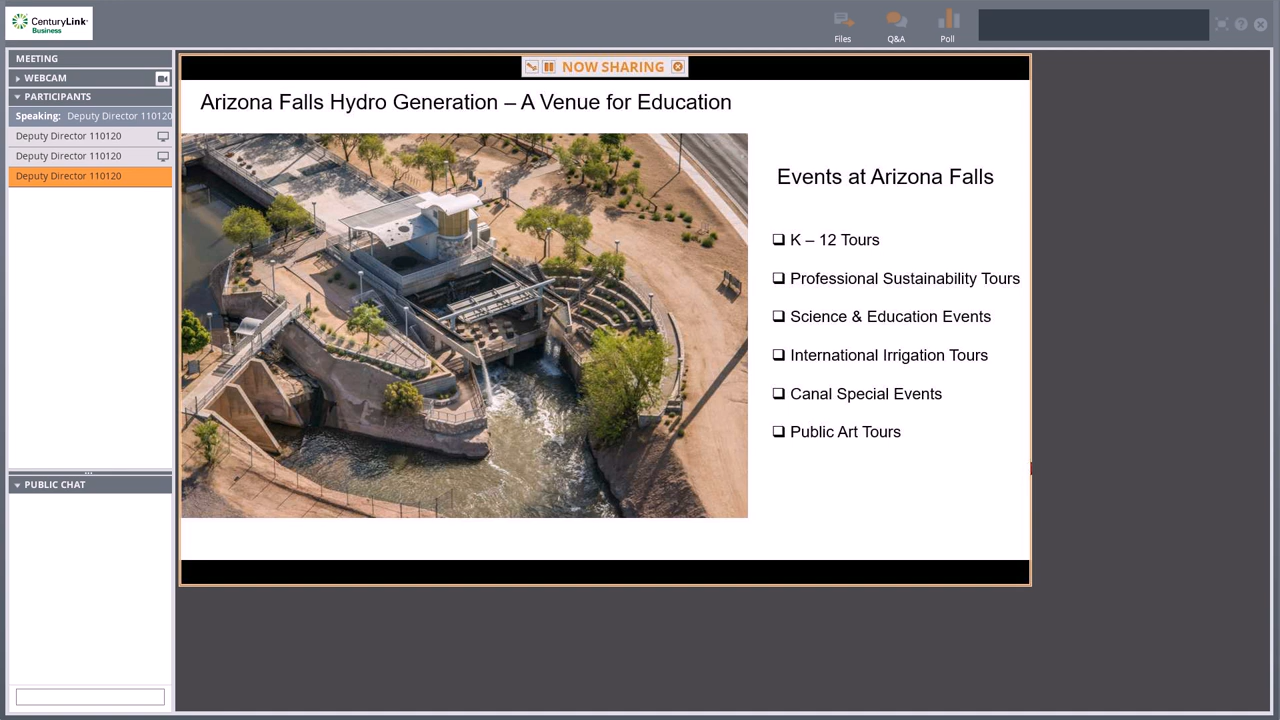 CenturyLink
Business
Files
Q&A
Poll
MEETING
WEBCAM
PARTICIPANTS
Speaking: Deputy Director 110120
Deputy Director 110120
Deputy Director 110120
Deputy Director 110120
PUBLIC CHAT
NOW SHARING
Arizona Falls Hydro Generation – A Venue for Education
Events at Arizona Falls
❑ K – 12 Tours
❑ Professional Sustainability Tours
❑ Science & Education Events
❑ International Irrigation Tours
❑ Canal Special Events
❑ Public Art Tours